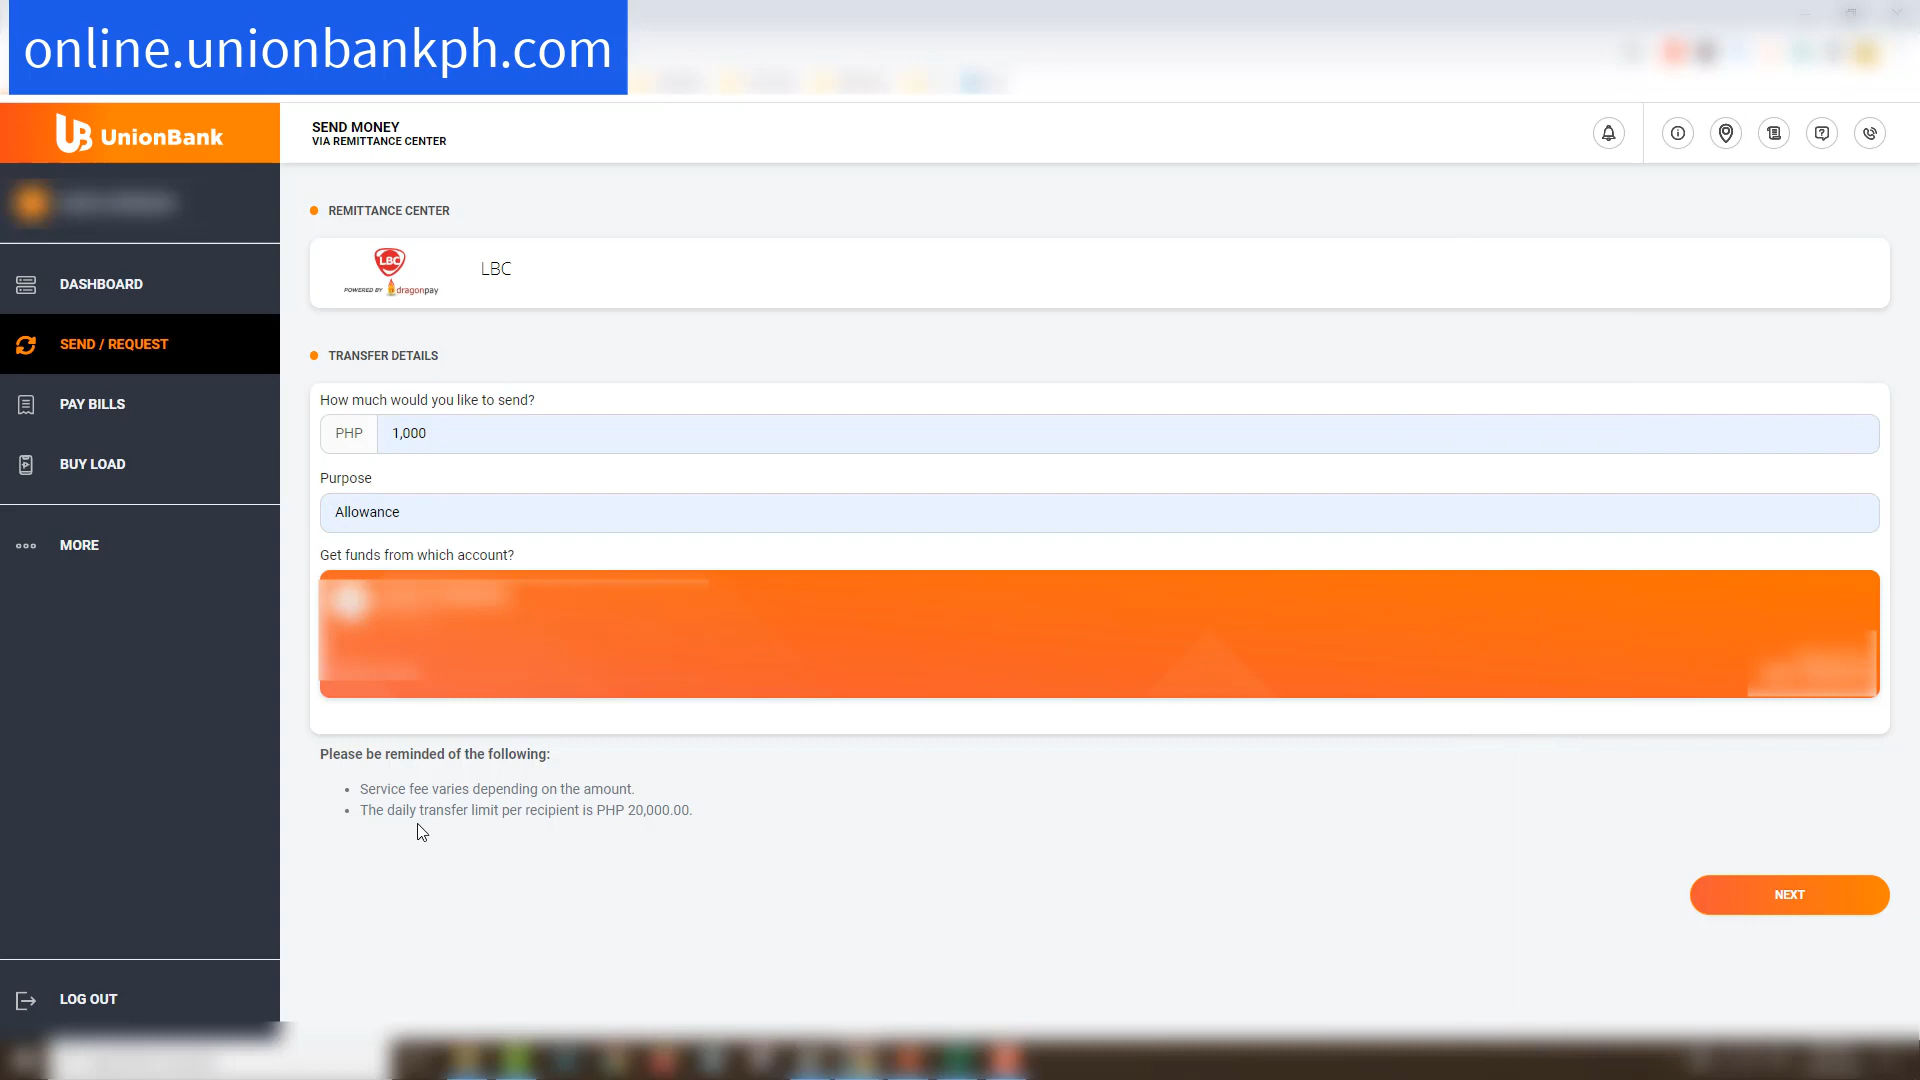 online.unionbankph.com
UB UnionBank
SEND MONEY
VIA REMITTANCE CENTER
REMITTANCE CENTER
LBC
POWERED BY dragonpay
LBC
DASHBOARD
SEND / REQUEST
PAY BILLS
BUY LOAD
MORE
LOG OUT
TRANSFER DETAILS
How much would you like to send?
PHP 1,000
Purpose
Allowance
Get funds from which account?
Please be reminded of the following:
• Service fee varies depending on the amount.
• The daily transfer limit per recipient is PHP 20,000.00.
NEXT